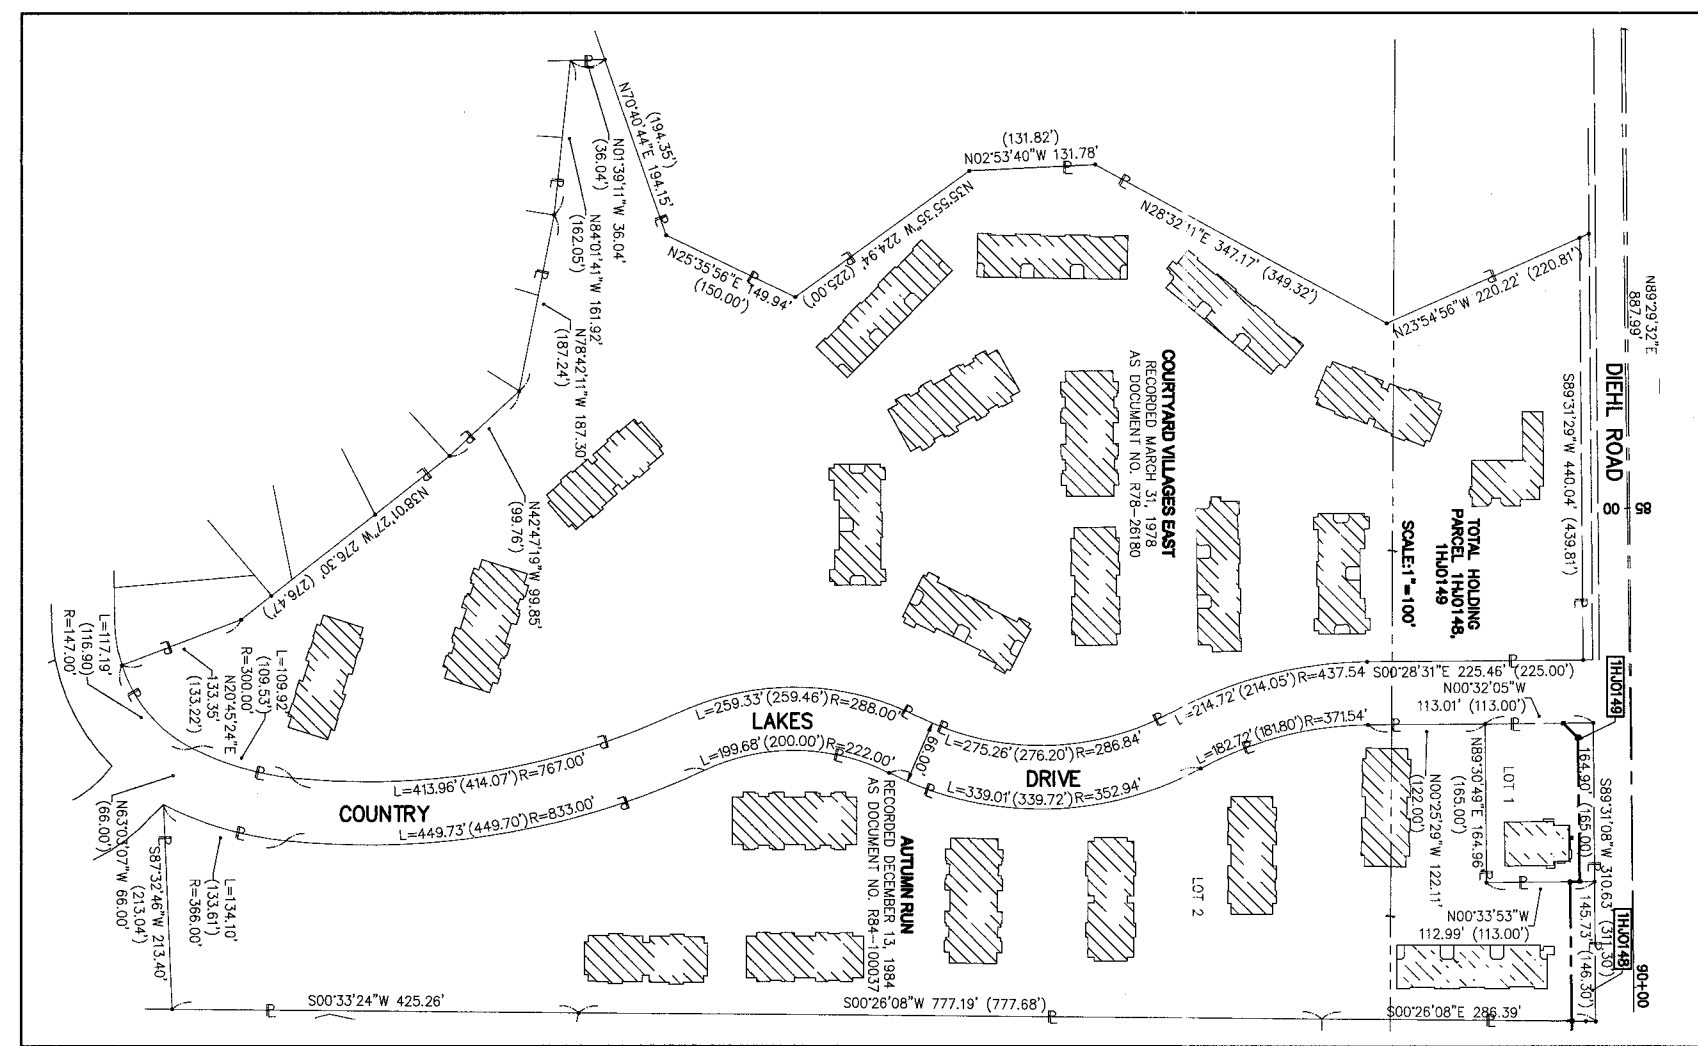 N01°39'11"W 36.04'
(36.04')
N84°01'41"W 161.92'
(162.05')
N78°42'11"W 187.30'
(187.24')
(194.35')
N70°40'44"E 194.15'
N25°35'56"E 149.94'
(150.00')
N35°55'35"W 224.94' (225.00')
(131.82')
N02°53'40"W 131.78'
N28°32'11"E 347.17' (349.32')
N23°54'56"W 220.22' (220.81')
N89°29'32"E
887.99'
DIEHL ROAD
85
00
S89°31'29"W 440.04' (439.81')
COURTYARD VILLAGES EAST
RECORDED MARCH 31, 1978
AS DOCUMENT NO. R78-26180
TOTAL HOLDING
PARCEL 1HJ0148,
1HJ0149
SCALE:1"=100'
N42°47'19"W 99.85'
(99.76')
N38°01'27"W 276.30' (276.47')
L=117.19'
(116.90')
R=147.00'
L=109.92'
(109.53')
R=300.00'
N20°45'24"E
133.35'
(133.22')
L=259.33' (259.46') R=288.00'
LAKES
L=199.68' (200.00') R=222.00'
66.00'
L=275.26' (276.20') R=286.84'
L=214.72' (214.05') R=437.54
S00°28'31"E 225.46' (225.00')
L=182.72' (181.80') R=371.54'
DRIVE
L=339.01' (339.72') R=352.94'
N00°32'05"W
113.01' (113.00')
1HJ0149
164.90' (165.00)
S89°31'08"W 310.63' (311.30)
LOT 1
N89°30'49"E 164.96'
(165.00')
N00°25'29"W 122.11'
(122.00')
COUNTRY
L=413.96' (414.07') R=767.00'
L=449.73' (449.70') R=833.00'
N63°03'07"W 66.00'
(66.00')
S87°32'46"W 213.40'
(213.04')
L=134.10'
(133.61')
R=366.00'
AUTUMN RUN
RECORDED DECEMBER 13, 1984
AS DOCUMENT NO. R84-100037
LOT 2
N00°33'53"W
112.99' (113.00')
145.73' (146.30')
1HJ0148
90+00
S00°33'24"W 425.26'
S00°26'08"W 777.19' (777.68')
S00°26'08"E 286.39'